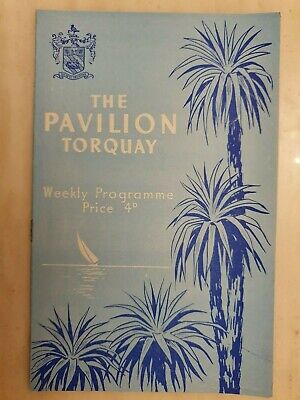 THE
PAVILION
TORQUAY
Weekly Programme
Price 4ᴰ